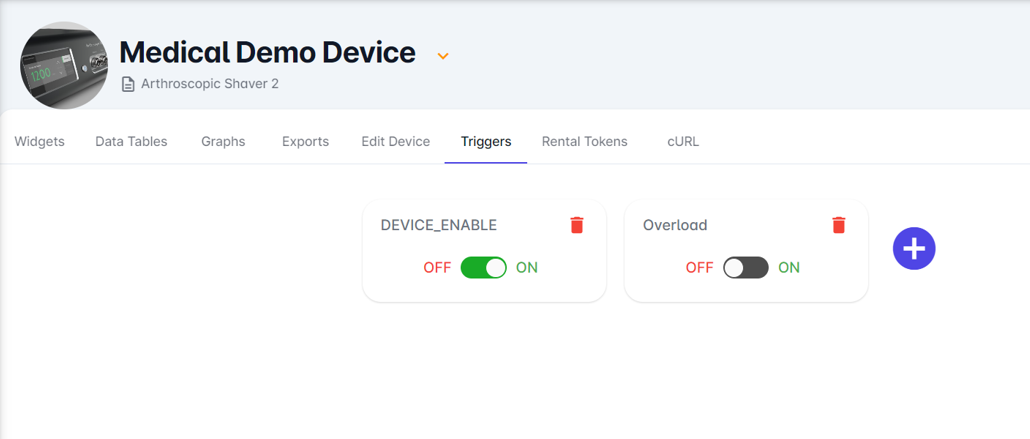 Medical Demo Device
Arthroscopic Shaver 2
Widgets Data Tables Graphs Exports Edit Device Triggers Rental Tokens cURL
DEVICE_ENABLE Overload
OFF ON OFF ON